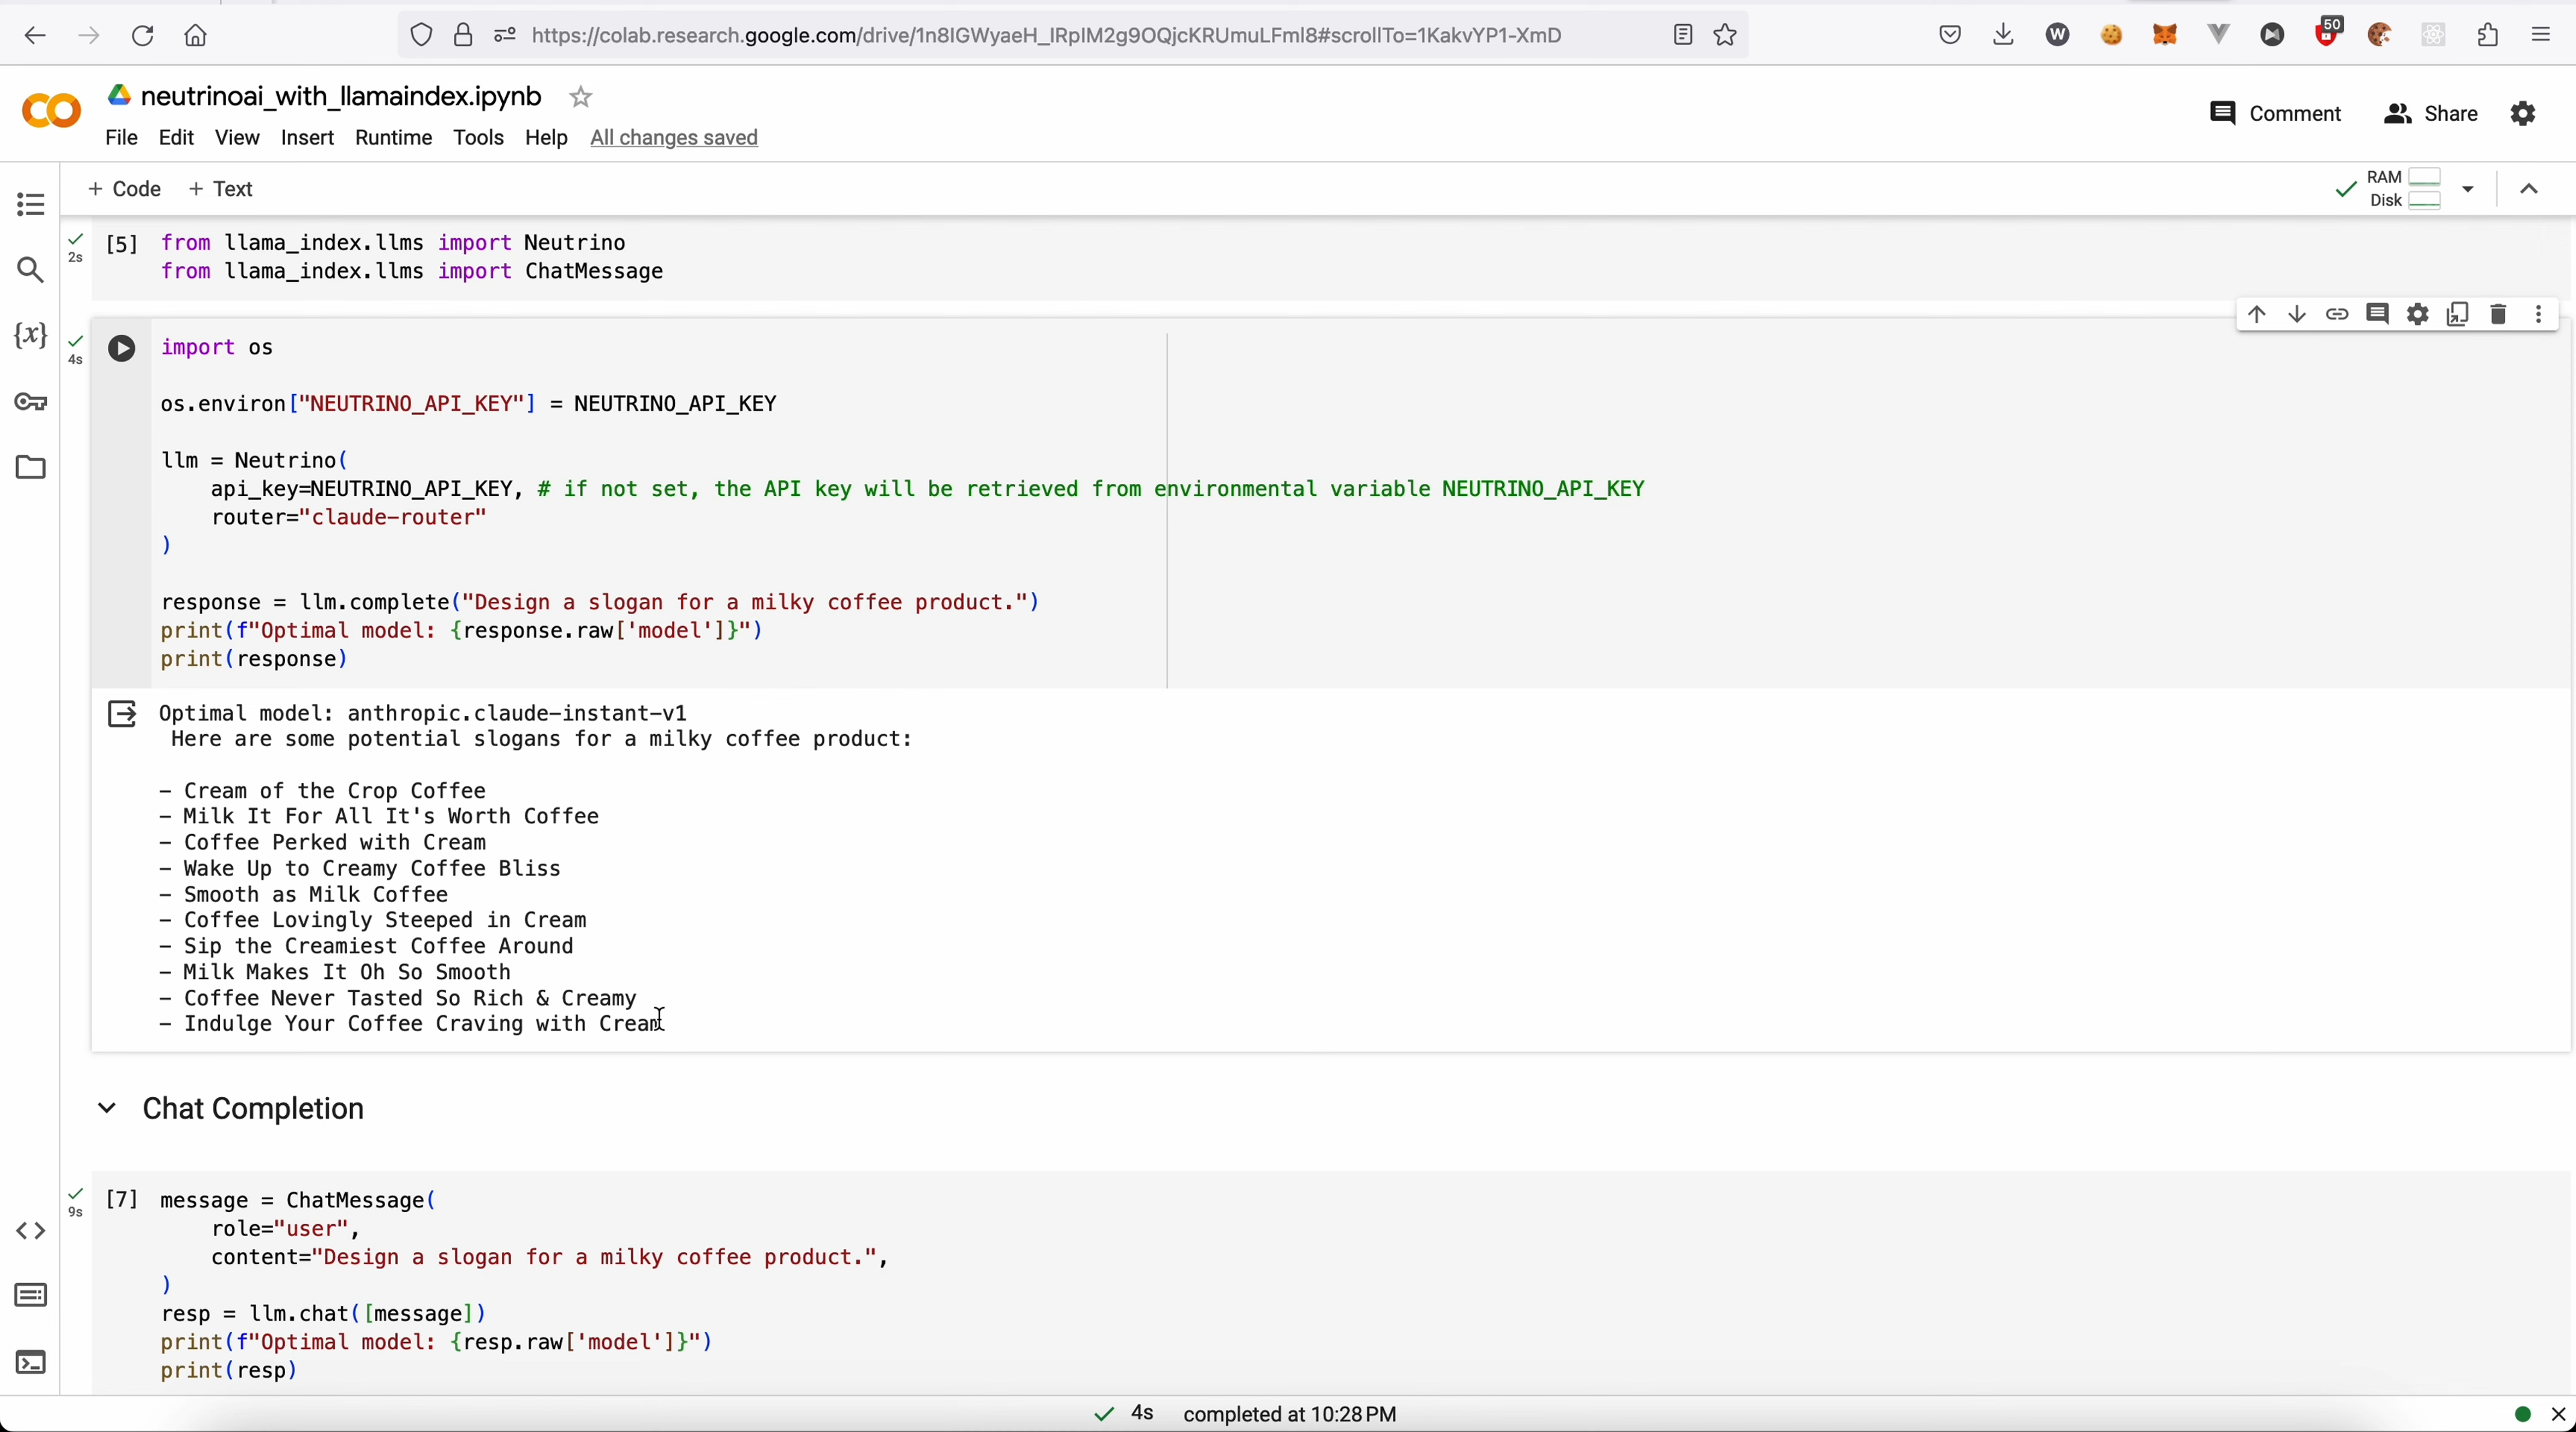 https://colab.research.google.com/drive/1n8IGWyaeH_IRplM2g9OQjcKRUmuLFml8#scrollTo=1KakvYP1-XmD
W
50
CO
neutrinoai_with_llamaindex.ipynb
Comment
Share
File Edit View Insert Runtime Tools Help All changes saved
+ Code + Text
RAM
Disk
{x}
2s
[5] from llama_index.llms import Neutrino
from llama_index.llms import ChatMessage
4s
import os
os.environ["NEUTRINO_API_KEY"] = NEUTRINO_API_KEY
llm = Neutrino(
api_key=NEUTRINO_API_KEY, # if not set, the API key will be retrieved from environmental variable NEUTRINO_API_KEY
router="claude-router"
)
response = llm.complete("Design a slogan for a milky coffee product.")
print(f"Optimal model: {response.raw['model']}")
print(response)
Optimal model: anthropic.claude-instant-v1
Here are some potential slogans for a milky coffee product:
- Cream of the Crop Coffee
- Milk It For All It's Worth Coffee
- Coffee Perked with Cream
- Wake Up to Creamy Coffee Bliss
- Smooth as Milk Coffee
- Coffee Lovingly Steeped in Cream
- Sip the Creamiest Coffee Around
- Milk Makes It Oh So Smooth
- Coffee Never Tasted So Rich & Creamy
- Indulge Your Coffee Craving with Cream
Chat Completion
9s
[7] message = ChatMessage(
role="user",
content="Design a slogan for a milky coffee product.",
)
resp = llm.chat([message])
print(f"Optimal model: {resp.raw['model']}")
print(resp)
4s completed at 10:28 PM